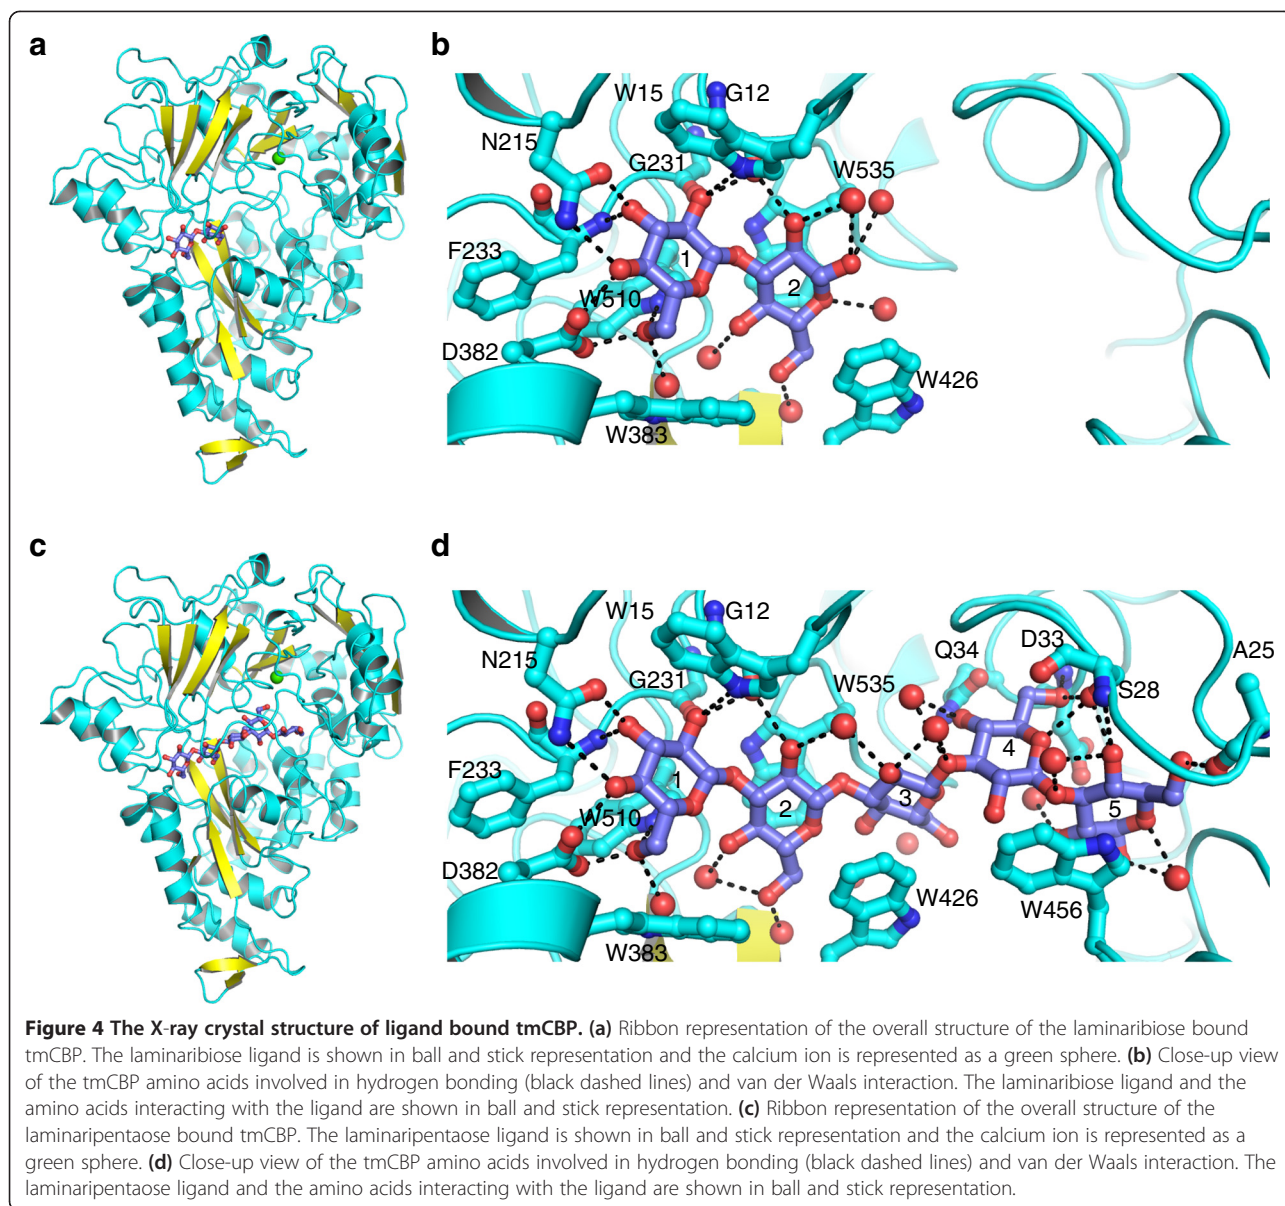 a
b
W15
G12
N215
G231
W535
F233
1
2
W510
D382
W426
W383
c
d
W15
G12
Q34
D33
A25
N215
G231
W535
S28
4
F233
1
2
3
5
W510
D382
W426
W456
W383
Figure 4 The X-ray crystal structure of ligand bound tmCBP. (a) Ribbon representation of the overall structure of the laminaribiose bound
tmCBP. The laminaribiose ligand is shown in ball and stick representation and the calcium ion is represented as a green sphere. (b) Close-up view
of the tmCBP amino acids involved in hydrogen bonding (black dashed lines) and van der Waals interaction. The laminaribiose ligand and the
amino acids interacting with the ligand are shown in ball and stick representation. (c) Ribbon representation of the overall structure of the
laminaripentaose bound tmCBP. The laminaripentaose ligand is shown in ball and stick representation and the calcium ion is represented as a
green sphere. (d) Close-up view of the tmCBP amino acids involved in hydrogen bonding (black dashed lines) and van der Waals interaction. The
laminaripentaose ligand and the amino acids interacting with the ligand are shown in ball and stick representation.